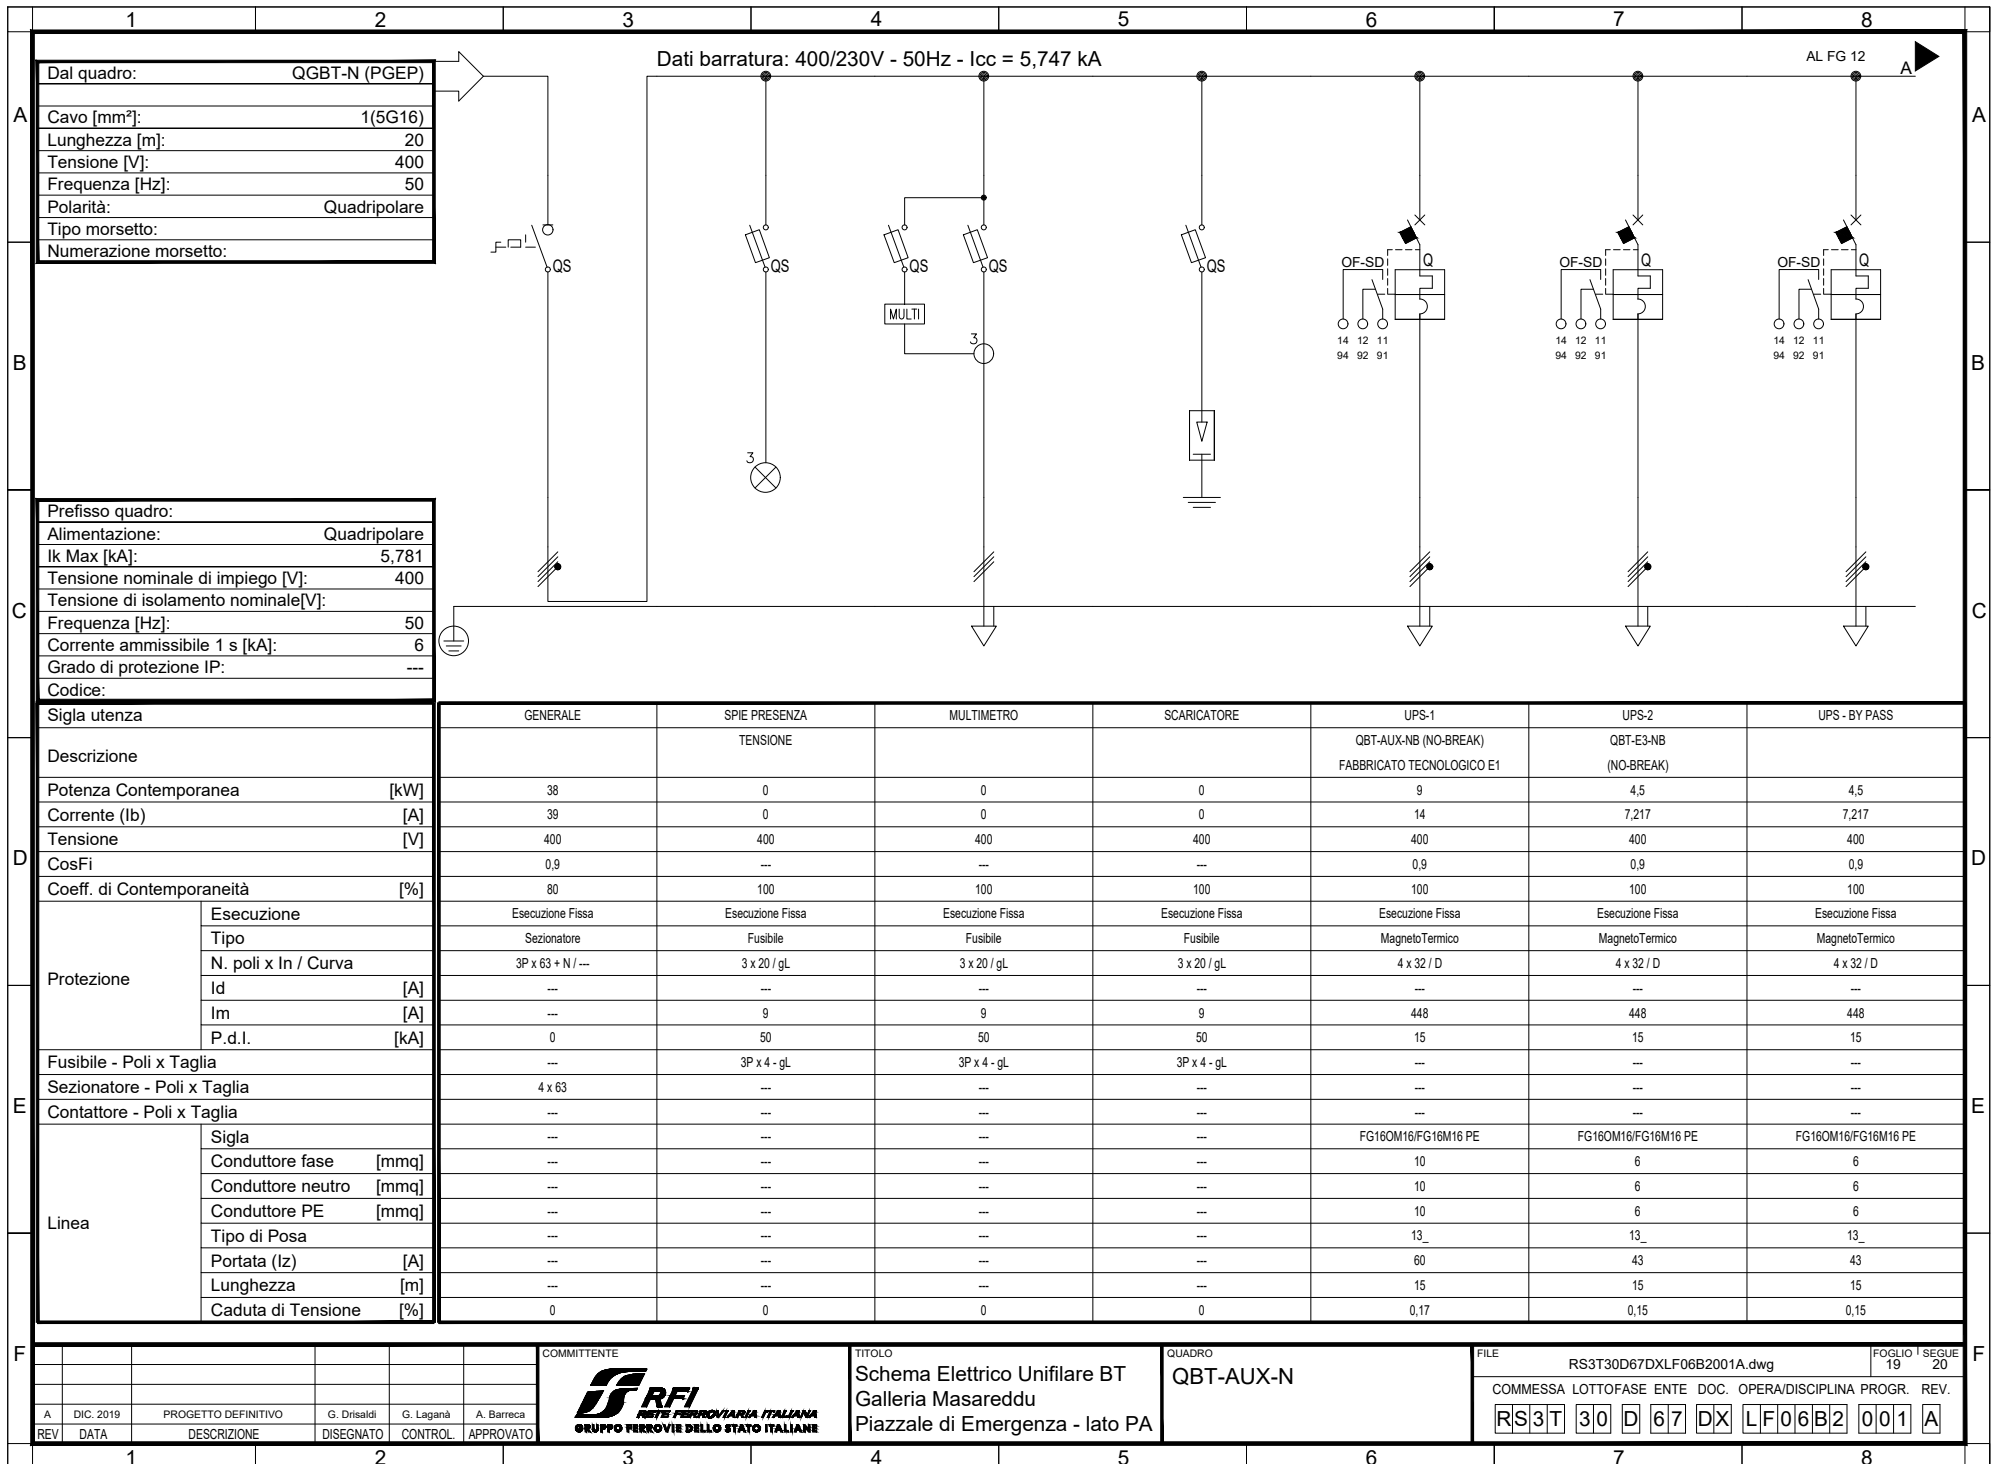 1 2 3 4 5 6 7 8
Dati barratura: 400/230V - 50Hz - Icc = 5,747 kA
AL FG 12
A
A
A
B
B
C
C
D
D
E
E
F
F
Dal quadro: QGBT-N (PGEP)
Cavo [mm²]: 1(5G16)
Lunghezza [m]: 20
Tensione [V]: 400
Frequenza [Hz]: 50
Polarità: Quadripolare
Tipo morsetto:
Numerazione morsetto:
QS QS QS QS QS
MULTI
3
3
OF-SD Q OF-SD Q OF-SD Q
14 12 11 14 12 11 14 12 11
94 92 91 94 92 91 94 92 91
Prefisso quadro:
Alimentazione: Quadripolare
Ik Max [kA]: 5,781
Tensione nominale di impiego [V]: 400
Tensione di isolamento nominale[V]:
Frequenza [Hz]: 50
Corrente ammissibile 1 s [kA]: 6
Grado di protezione IP: ---
Codice:
Sigla utenza GENERALE SPIE PRESENZA MULTIMETRO SCARICATORE UPS-1 UPS-2 UPS - BY PASS
Descrizione TENSIONE QBT-AUX-NB (NO-BREAK) QBT-E3-NB
FABBRICATO TECNOLOGICO E1 (NO-BREAK)
Potenza Contemporanea [kW] 38 0 0 0 9 4,5 4,5
Corrente (Ib) [A] 39 0 0 0 14 7,217 7,217
Tensione [V] 400 400 400 400 400 400 400
CosFi 0,9 --- --- --- 0,9 0,9 0,9
Coeff. di Contemporaneità [%] 80 100 100 100 100 100 100
Protezione
Esecuzione Esecuzione Fissa Esecuzione Fissa Esecuzione Fissa Esecuzione Fissa Esecuzione Fissa Esecuzione Fissa Esecuzione Fissa
Tipo Sezionatore Fusibile Fusibile Fusibile MagnetoTermico MagnetoTermico MagnetoTermico
N. poli x In / Curva 3P x 63 + N / --- 3 x 20 / gL 3 x 20 / gL 3 x 20 / gL 4 x 32 / D 4 x 32 / D 4 x 32 / D
Id [A] --- --- --- --- --- --- ---
Im [A] --- 9 9 9 448 448 448
P.d.I. [kA] 0 50 50 50 15 15 15
Fusibile - Poli x Taglia --- 3P x 4 - gL 3P x 4 - gL 3P x 4 - gL --- --- ---
Sezionatore - Poli x Taglia 4 x 63 --- --- --- --- --- ---
Contattore - Poli x Taglia --- --- --- --- --- --- ---
Linea
Sigla --- --- --- --- FG16OM16/FG16M16 PE FG16OM16/FG16M16 PE FG16OM16/FG16M16 PE
Conduttore fase [mmq] --- --- --- --- 10 6 6
Conduttore neutro [mmq] --- --- --- --- 10 6 6
Conduttore PE [mmq] --- --- --- --- 10 6 6
Tipo di Posa --- --- --- --- 13_ 13_ 13_
Portata (Iz) [A] --- --- --- --- 60 43 43
Lunghezza [m] --- --- --- --- 15 15 15
Caduta di Tensione [%] 0 0 0 0 0,17 0,15 0,15
A DIC. 2019 PROGETTO DEFINITIVO G. Drisaldi G. Laganà A. Barreca
REV DATA DESCRIZIONE DISEGNATO CONTROL. APPROVATO
COMMITTENTE
RFI
RETE FERROVIARIA ITALIANA
GRUPPO FERROVIE DELLO STATO ITALIANE
TITOLO
Schema Elettrico Unifilare BT
Galleria Masareddu
Piazzale di Emergenza - lato PA
QUADRO
QBT-AUX-N
FILE
RS3T30D67DXLF06B2001A.dwg
FOGLIO SEGUE
19 20
COMMESSA LOTTO FASE ENTE DOC. OPERA/DISCIPLINA PROGR. REV.
RS3T 30 D 67 DX LF06B2 001 A
1 2 3 4 5 6 7 8